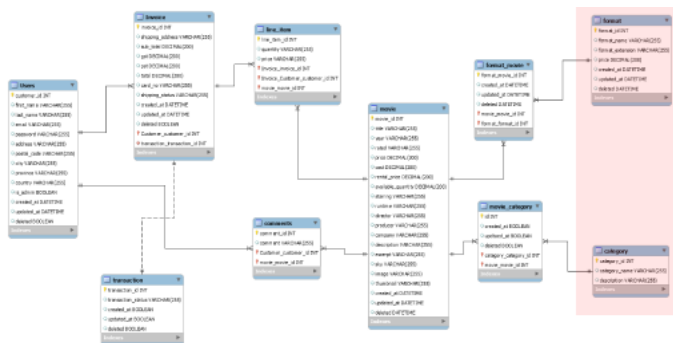 invoice
invoice_id INT
shipping_address VARCHAR(255)
sub_total DECIMAL(200)
gst DECIMAL(200)
pst DECIMAL(200)
total DECIMAL(200)
card_no VARCHAR(255)
shipping_status VARCHAR(255)
created_at DATETIME
updated_at DATETIME
deleted BOOLEAN
Customer_customer_id INT
transaction_transaction_id INT
Indexes
line_item
line_item_id INT
quantity VARCHAR(255)
price VARCHAR(255)
Invoice_invoice_id INT
Invoice_Customer_customer_id INT
movie_movie_id INT
Indexes
format
format_id INT
format_name VARCHAR(255)
format_extension VARCHAR(255)
price DECIMAL(200)
created_at DATETIME
updated_at DATETIME
deleted DATETIME
Indexes
format_movie
format_movie_id INT
created_at DATETIME
updated_at DATETIME
deleted DATETIME
movie_movie_id INT
format_format_id INT
Indexes
customer_id INT
first_name VARCHAR(255)
last_name VARCHAR(255)
email VARCHAR(255)
password VARCHAR(255)
address VARCHAR(255)
postal_code VARCHAR(255)
city VARCHAR(255)
province VARCHAR(255)
country VARCHAR(255)
is_admin BOOLEAN
created_at DATETIME
updated_at DATETIME
deleted BOOLEAN
Indexes
movie
movie_id INT
title VARCHAR(255)
year VARCHAR(255)
rated VARCHAR(255)
price DECIMAL(200)
cost DECIMAL(200)
rental_price DECIMAL(200)
available_quantity DECIMAL(200)
starring VARCHAR(255)
runtime VARCHAR(255)
director VARCHAR(255)
producer VARCHAR(255)
company VARCHAR(255)
description VARCHAR(255)
excerpt VARCHAR(255)
sku VARCHAR(255)
image VARCHAR(255)
thumbnail VARCHAR(255)
created_at DATETIME
updated_at DATETIME
deleted DATETIME
Indexes
comments
comment_id INT
comment VARCHAR(255)
Customer_customer_id INT
movie_movie_id INT
Indexes
movie_category
id INT
created_at BOOLEAN
updated_at BOOLEAN
deleted BOOLEAN
category_category_id INT
movie_movie_id INT
Indexes
category
category_id INT
category_name VARCHAR(255)
description VARCHAR(255)
Indexes
transaction
transaction_id INT
transaction_status VARCHAR(255)
created_at BOOLEAN
updated_at BOOLEAN
deleted BOOLEAN
Indexes